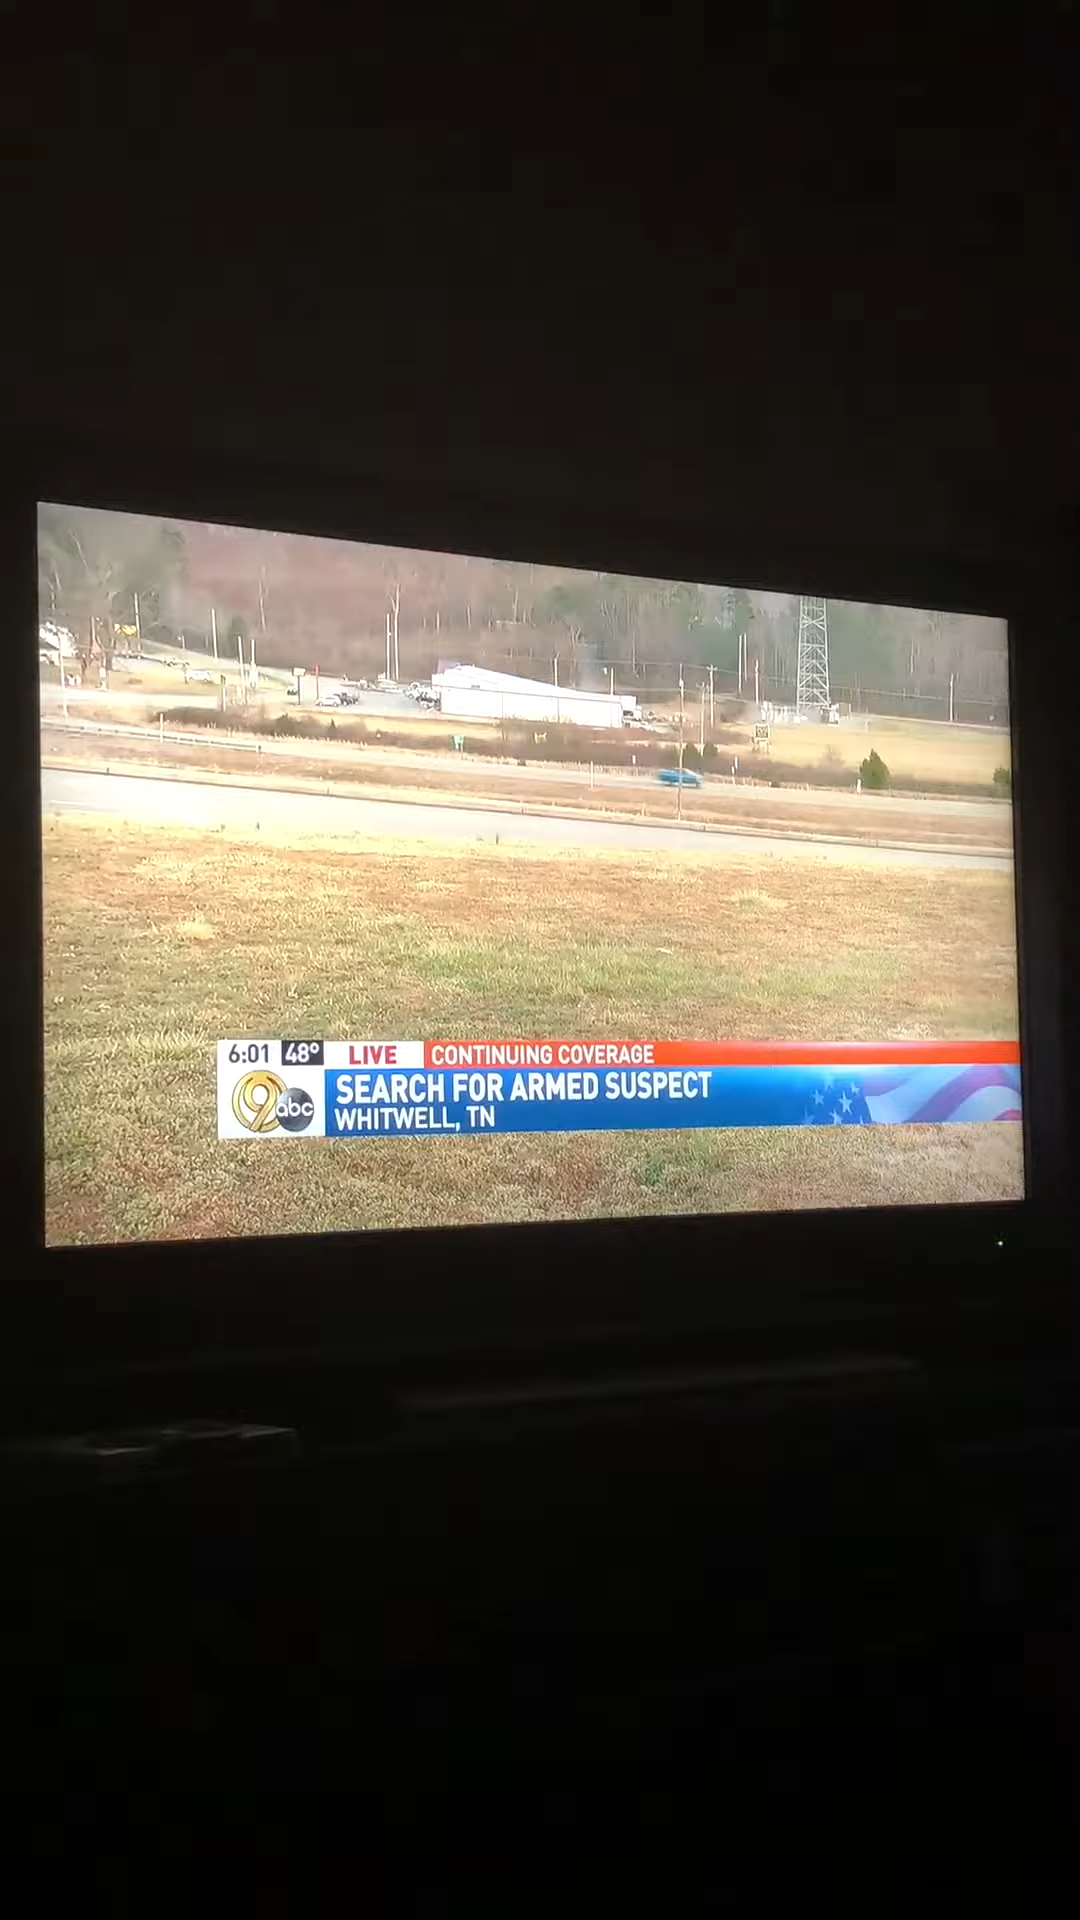 6:01 48° LIVE CONTINUING COVERAGE
9 abc SEARCH FOR ARMED SUSPECT
WHITWELL, TN